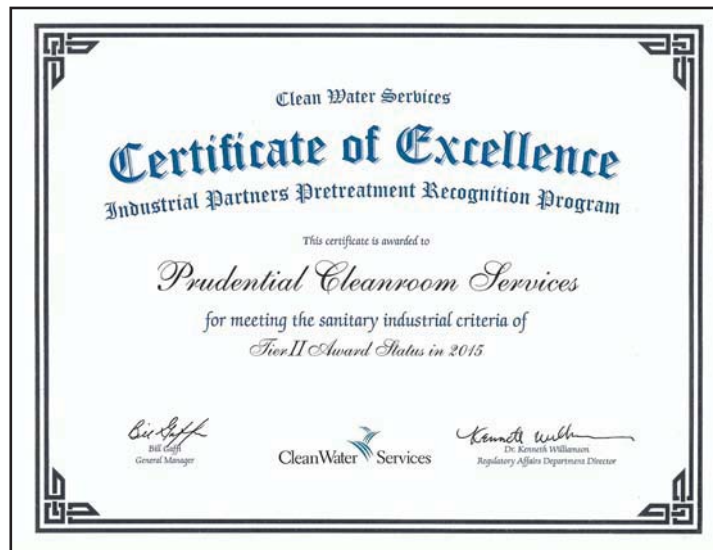 Clean Water Services
Certificate of Excellence
Industrial Partners Pretreatment Recognition Program
This certificate is awarded to
Prudential Cleanroom Services
for meeting the sanitary industrial criteria of
Tier II Award Status in 2015
Bill Gaffi
General Manager
CleanWater Services
Dr. Kenneth Williamson
Regulatory Affairs Department Director